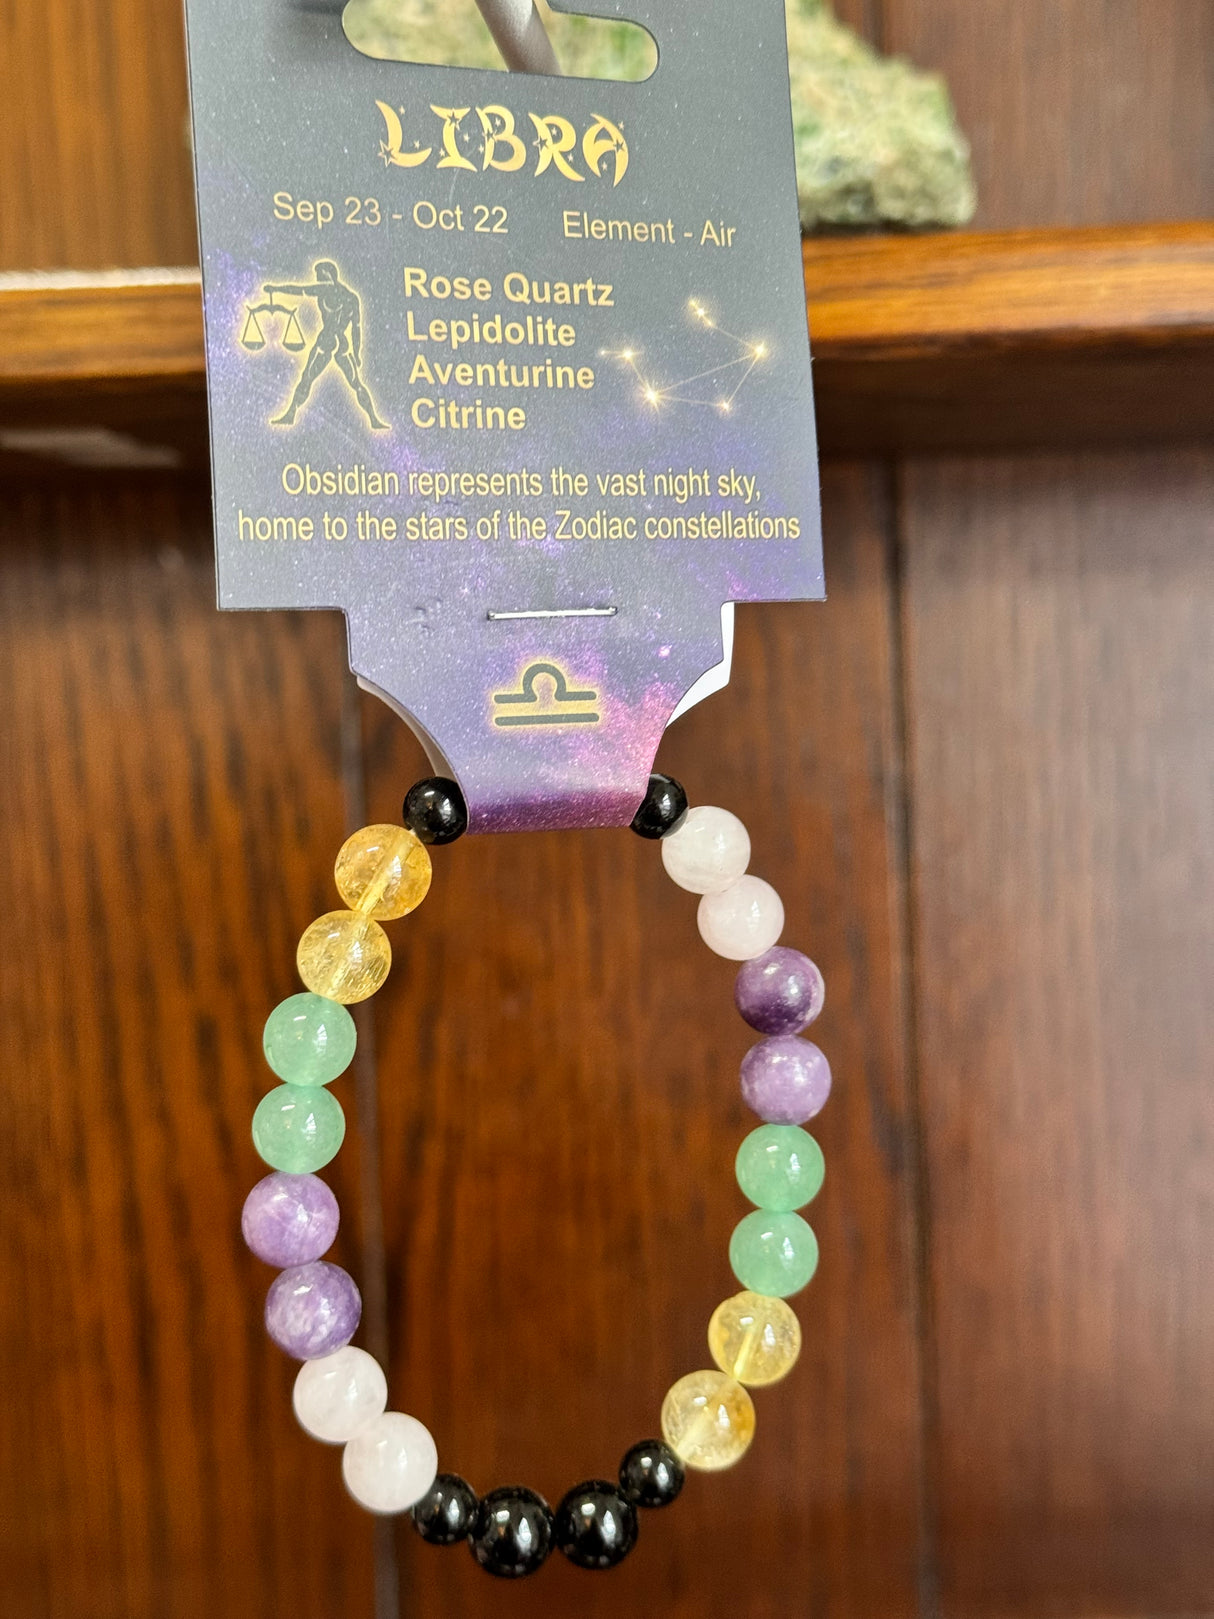 LIBRA
Sep 23 - Oct 22 Element - Air
Rose Quartz
Lepidolite
Aventurine
Citrine
Obsidian represents the vast night sky,
home to the stars of the Zodiac constellations